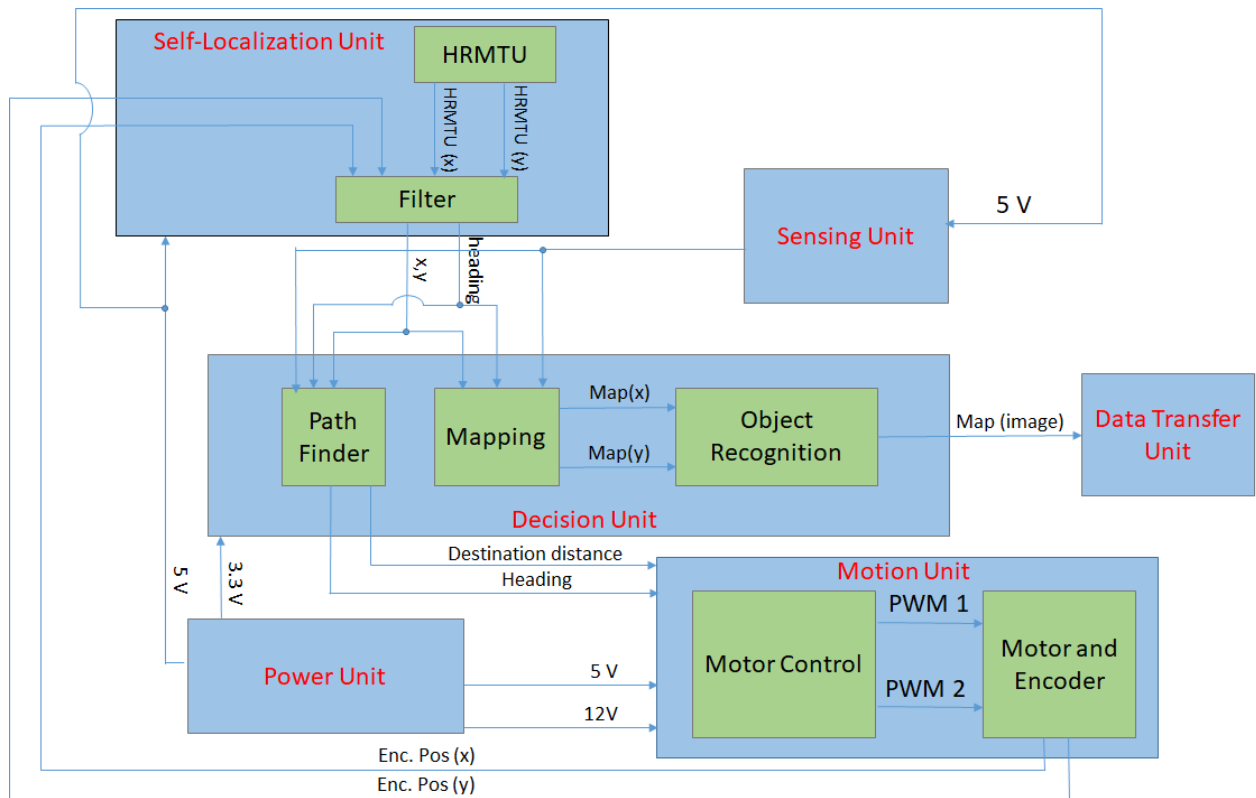 Self-Localization Unit
HRMTU
HRMTU (x)
HRMTU (y)
Filter
x,y
heading
Sensing Unit
5 V
Path
Finder
Mapping
Map(x)
Map(y)
Object
Recognition
Map (image)
Data Transfer
Unit
Decision Unit
5 V
3.3 V
Destination distance
Heading
Motion Unit
Motor Control
PWM 1
PWM 2
Motor and
Encoder
Power Unit
5 V
12V
Enc. Pos (x)
Enc. Pos (y)